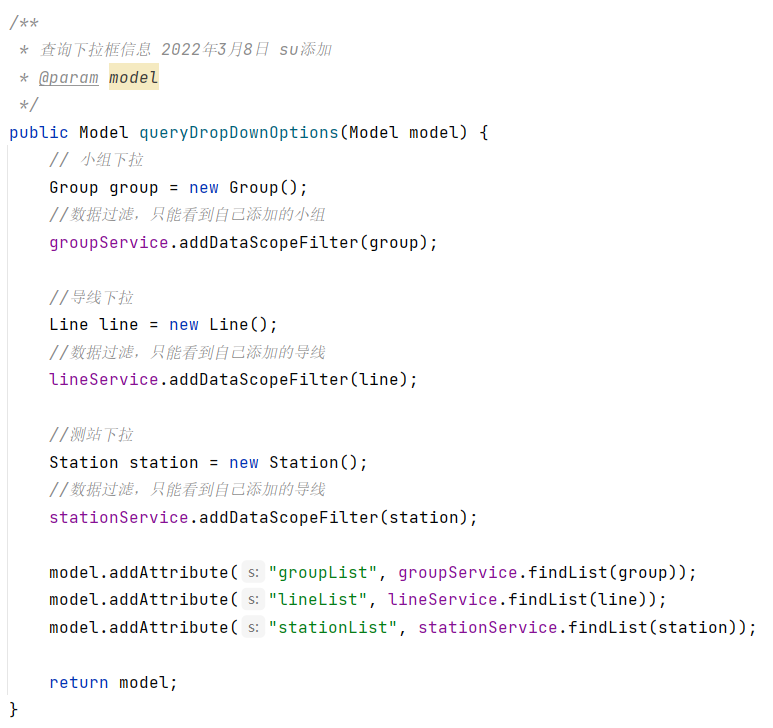 /**
 * 查询下拉框信息 2022年3月8日 su添加
 * @param model
 */
public Model queryDropDownOptions(Model model) {
    // 小组下拉
    Group group = new Group();
    //数据过滤，只能看到自己添加的小组
    groupService.addDataScopeFilter(group);

    //导线下拉
    Line line = new Line();
    //数据过滤，只能看到自己添加的导线
    lineService.addDataScopeFilter(line);

    //测站下拉
    Station station = new Station();
    //数据过滤，只能看到自己添加的导线
    stationService.addDataScopeFilter(station);

    model.addAttribute( s: "groupList", groupService.findList(group));
    model.addAttribute( s: "lineList", lineService.findList(line));
    model.addAttribute( s: "stationList", stationService.findList(station));

    return model;
}